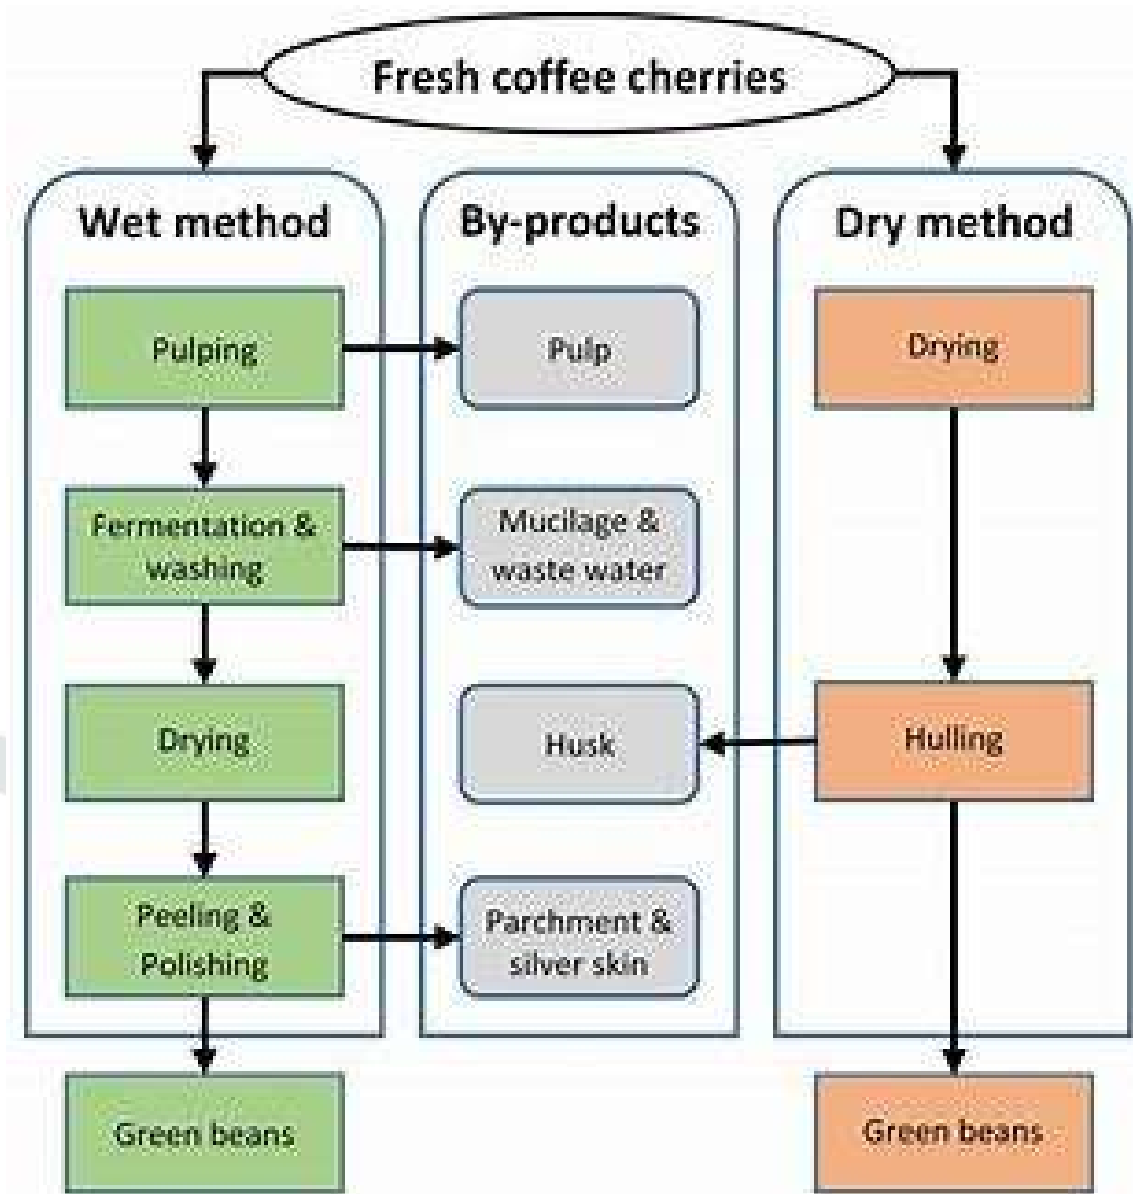 Fresh coffee cherries
Wet method
Pulping
Fermentation &
washing
Drying
Peeling &
Polishing
Green beans
By-products
Pulp
Mucilage &
waste water
Husk
Parchment &
silver skin
Dry method
Drying
Hulling
Green beans